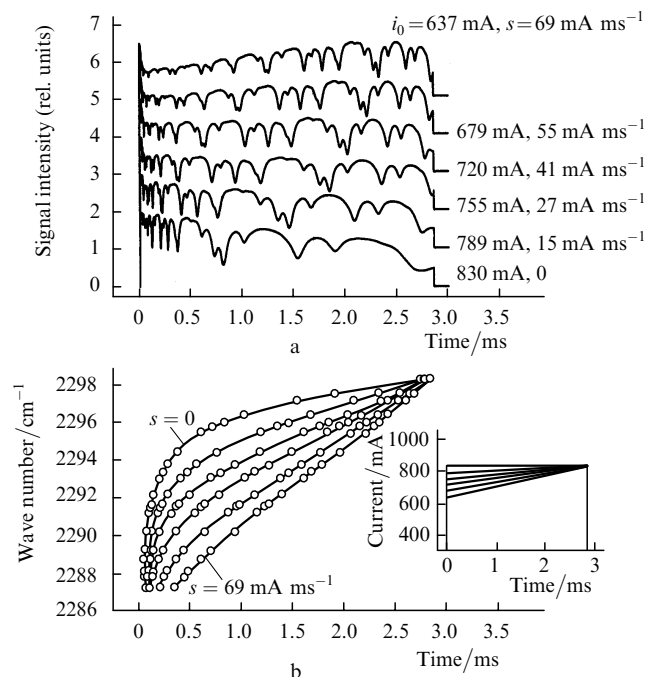 Signal intensity (rel. units)
7
6
5
4
3
2
1
0
i₀ = 637 mA, s = 69 mA ms⁻¹
679 mA, 55 mA ms⁻¹
720 mA, 41 mA ms⁻¹
755 mA, 27 mA ms⁻¹
789 mA, 15 mA ms⁻¹
830 mA, 0
0 0.5 1.0 1.5 2.0 2.5 3.0 3.5
Time/ms
a
Wave number/cm⁻¹
2298
2296
2294
2292
2290
2288
2286
s = 0
s = 69 mA ms⁻¹
Current/mA
1000
800
600
400
0 1 2 3
Time/ms
0 0.5 1.0 1.5 2.0 2.5 3.0 3.5
Time/ms
b